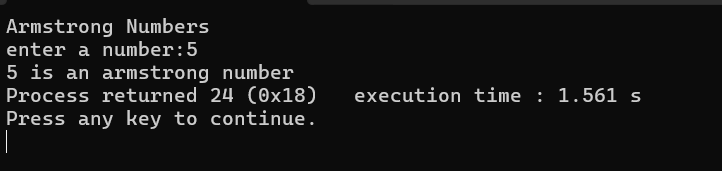 Armstrong Numbers
enter a number:5
5 is an armstrong number
Process returned 24 (0x18)   execution time : 1.561 s
Press any key to continue.